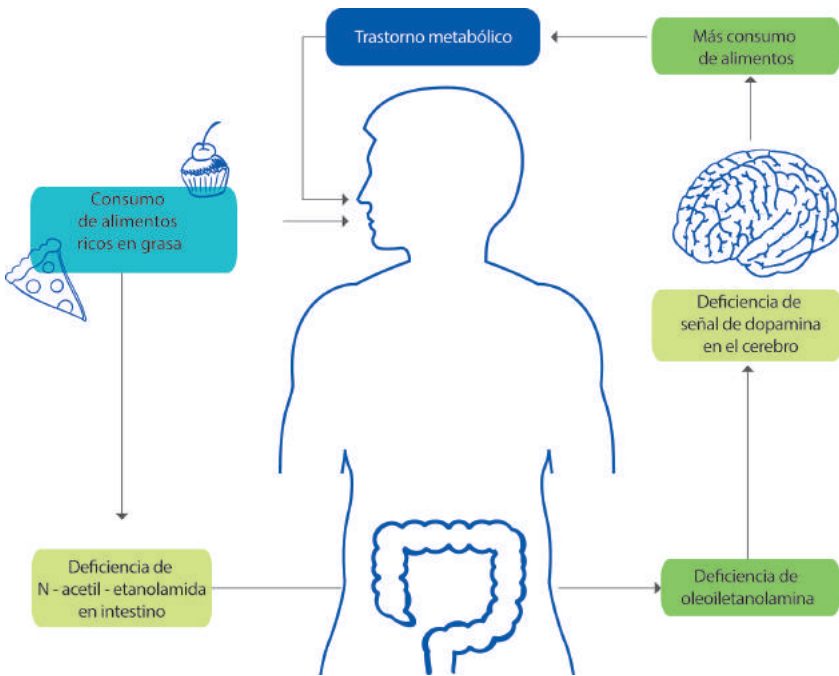 Trastorno metabólico
Más consumo
de alimentos
Consumo
de alimentos
ricos en grasa
Deficiencia de
señal de dopamina
en el cerebro
Deficiencia de
N - acetil - etanolamida
en intestino
Deficiencia de
oleoiletanolamina